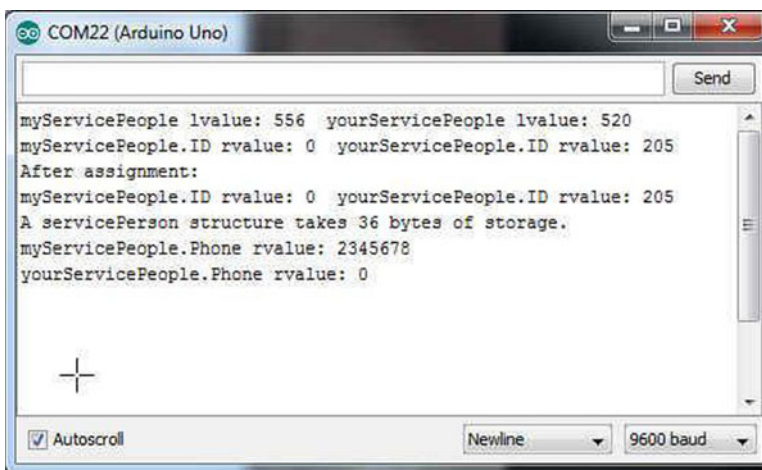 COM22 (Arduino Uno)
Send
myServicePeople lvalue: 556  yourServicePeople lvalue: 520
myServicePeople.ID rvalue: 0  yourServicePeople.ID rvalue: 205
After assignment:
myServicePeople.ID rvalue: 0  yourServicePeople.ID rvalue: 205
A servicePerson structure takes 36 bytes of storage.
myServicePeople.Phone rvalue: 2345678
yourServicePeople.Phone rvalue: 0
Autoscroll Newline 9600 baud